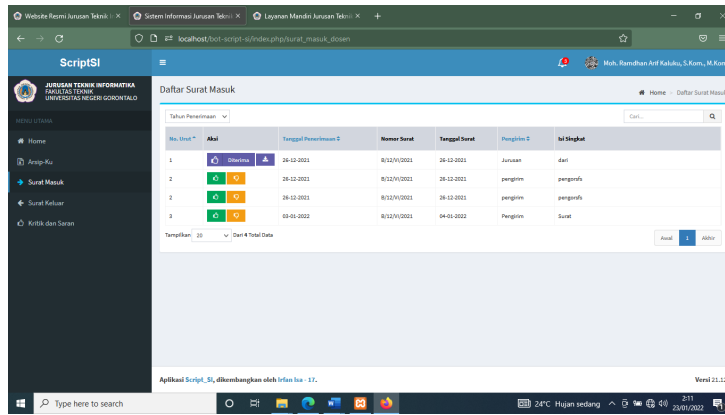 Website Resmi Jurusan Teknik I
Sistem Informasi Jurusan Teknik
Layanan Mandiri Jurusan Teknik
localhost/bot-script-si/index.php/surat_masuk_dosen
ScriptSI
Moh. Ramdhan Arif Kaluku, S.Kom., M.Kom
JURUSAN TEKNIK INFORMATIKA
FAKULTAS TEKNIK
UNIVERSITAS NEGERI GORONTALO
MENU UTAMA
Home
Arsip-Ku
Surat Masuk
Surat Keluar
Kritik dan Saran
Daftar Surat Masuk
Home > Daftar Surat Masuk
Tahun Penerimaan
Cari...
No. Urut Aksi Tanggal Penerimaan Nomor Surat Tanggal Surat Pengirim Isi Singkat
1 Diterima 26-12-2021 B/12/VI/2021 26-12-2021 Jurusan dari
2 26-12-2021 B/12/VI/2021 26-12-2021 pengirim pengorsfs
2 26-12-2021 B/12/VI/2021 26-12-2021 pengirim pengorsfs
3 03-01-2022 B/12/VI/2021 04-01-2022 Pengirim Surat
Tampilkan 20 Dari 4 Total Data
Awal 1 Akhir
Aplikasi Script_SI, dikembangkan oleh Irfan Isa - 17.
Versi 21.12
Type here to search
24°C Hujan sedang
2:11
23/01/2022